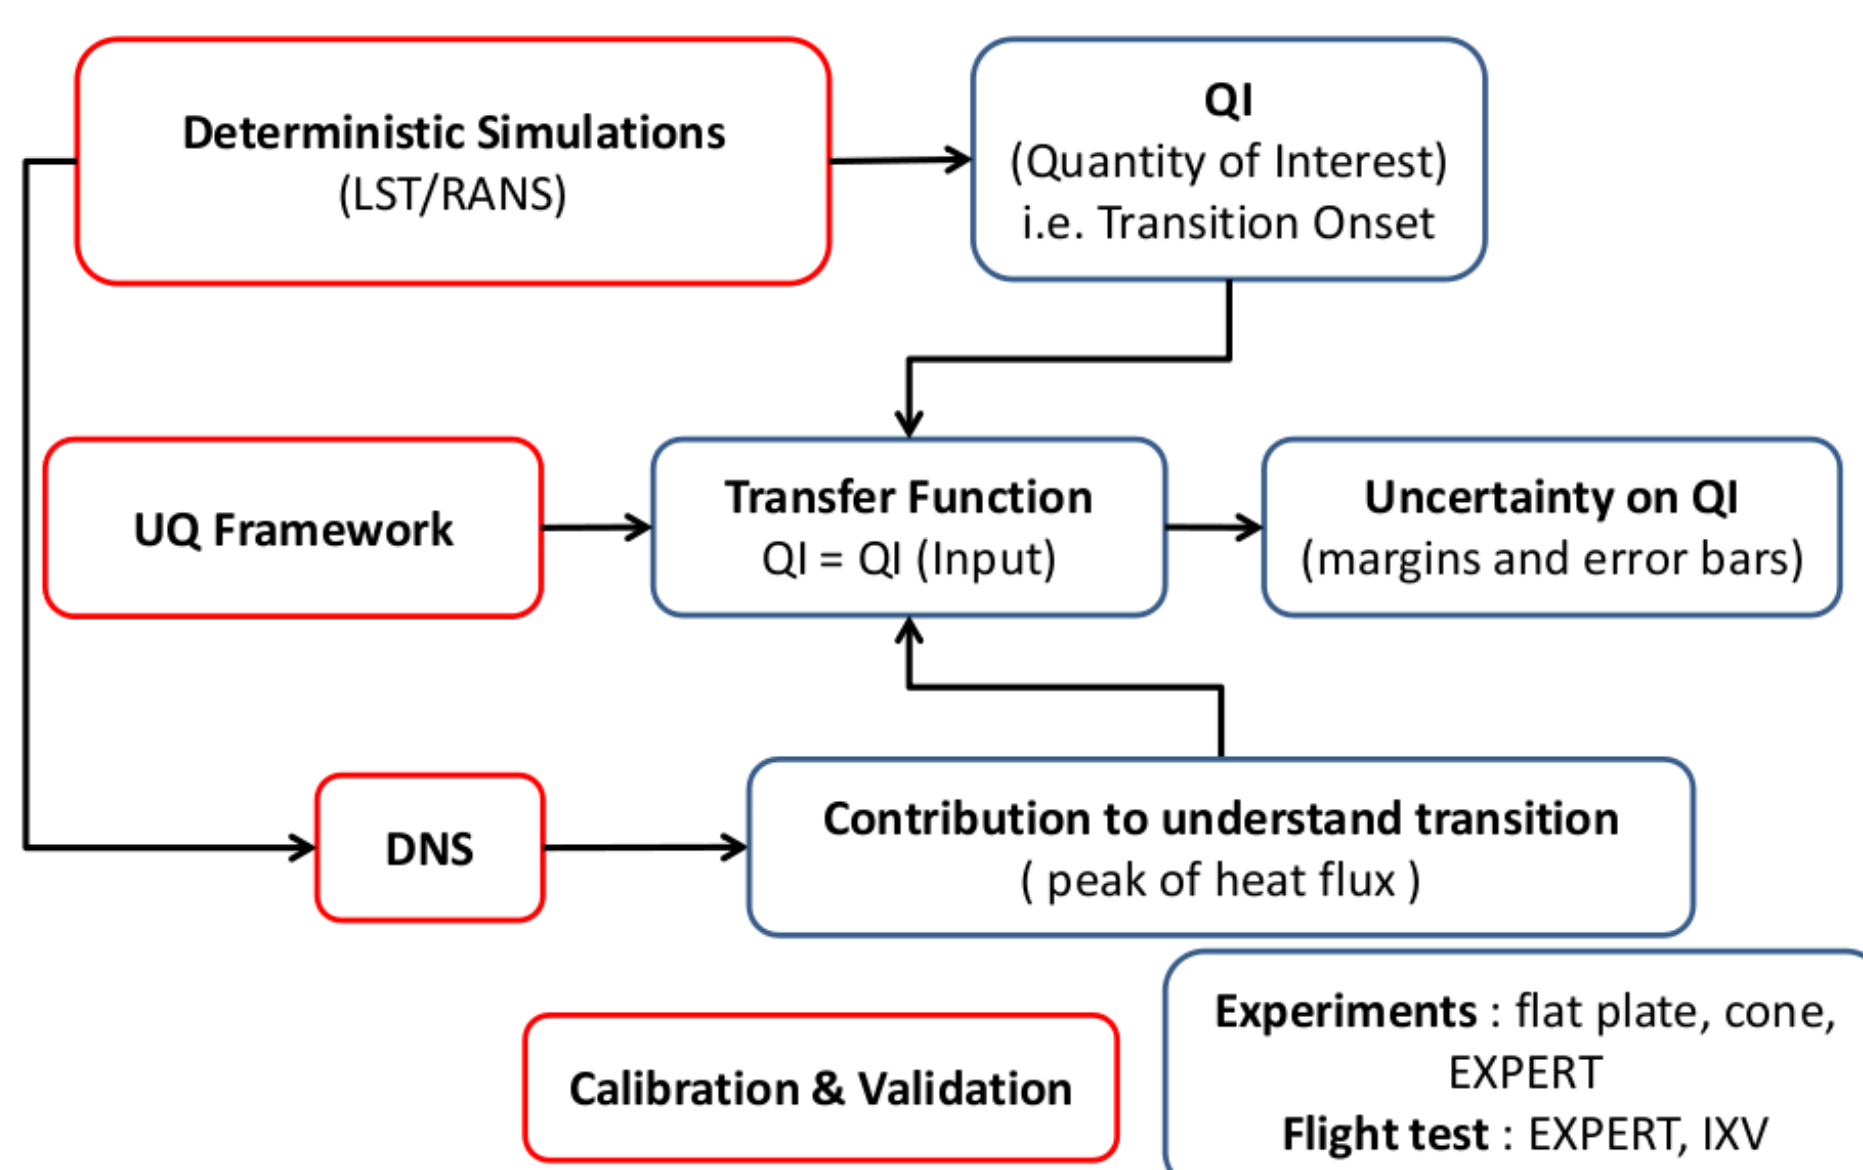 Deterministic Simulations
(LST/RANS)
QI
(Quantity of Interest)
i.e. Transition Onset
UQ Framework
Transfer Function
QI = QI (Input)
Uncertainty on QI
(margins and error bars)
DNS
Contribution to understand transition
( peak of heat flux )
Calibration & Validation
Experiments : flat plate, cone,
EXPERT
Flight test : EXPERT, IXV